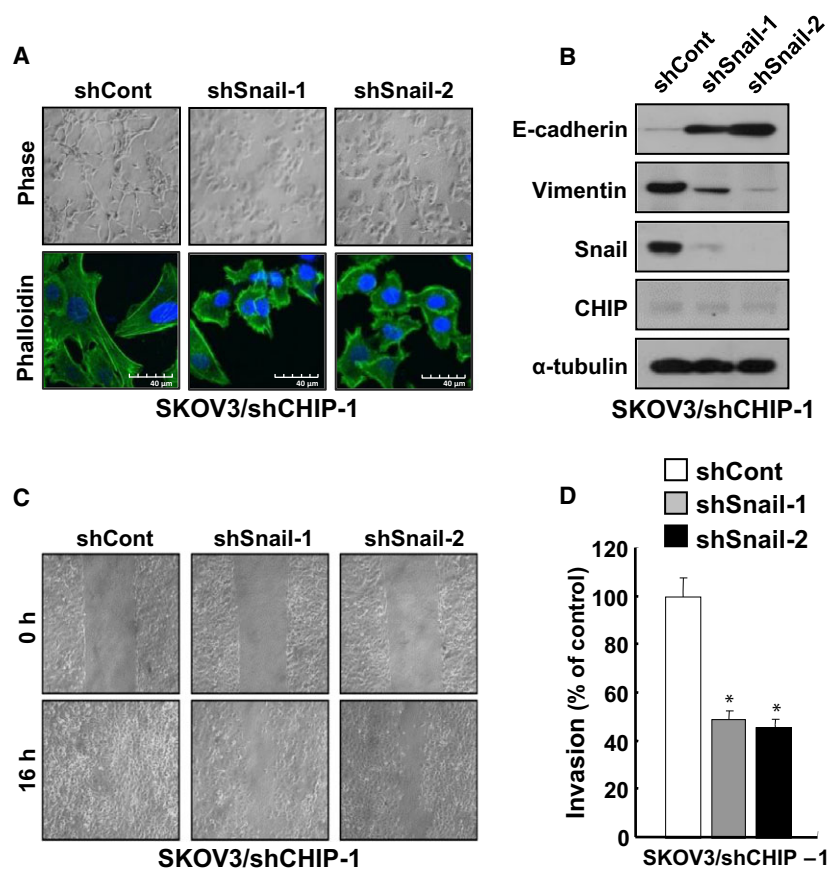 A
shCont shSnail-1 shSnail-2
Phase
Phalloidin
40 µm 40 µm 40 µm
SKOV3/shCHIP-1
B
shCont shSnail-1 shSnail-2
E-cadherin
Vimentin
Snail
CHIP
α-tubulin
SKOV3/shCHIP-1
C
shCont shSnail-1 shSnail-2
0 h
16 h
SKOV3/shCHIP-1
D
shCont
shSnail-1
shSnail-2
Invasion (% of control)
120
100
80
60
40
20
0
* *
SKOV3/shCHIP –1